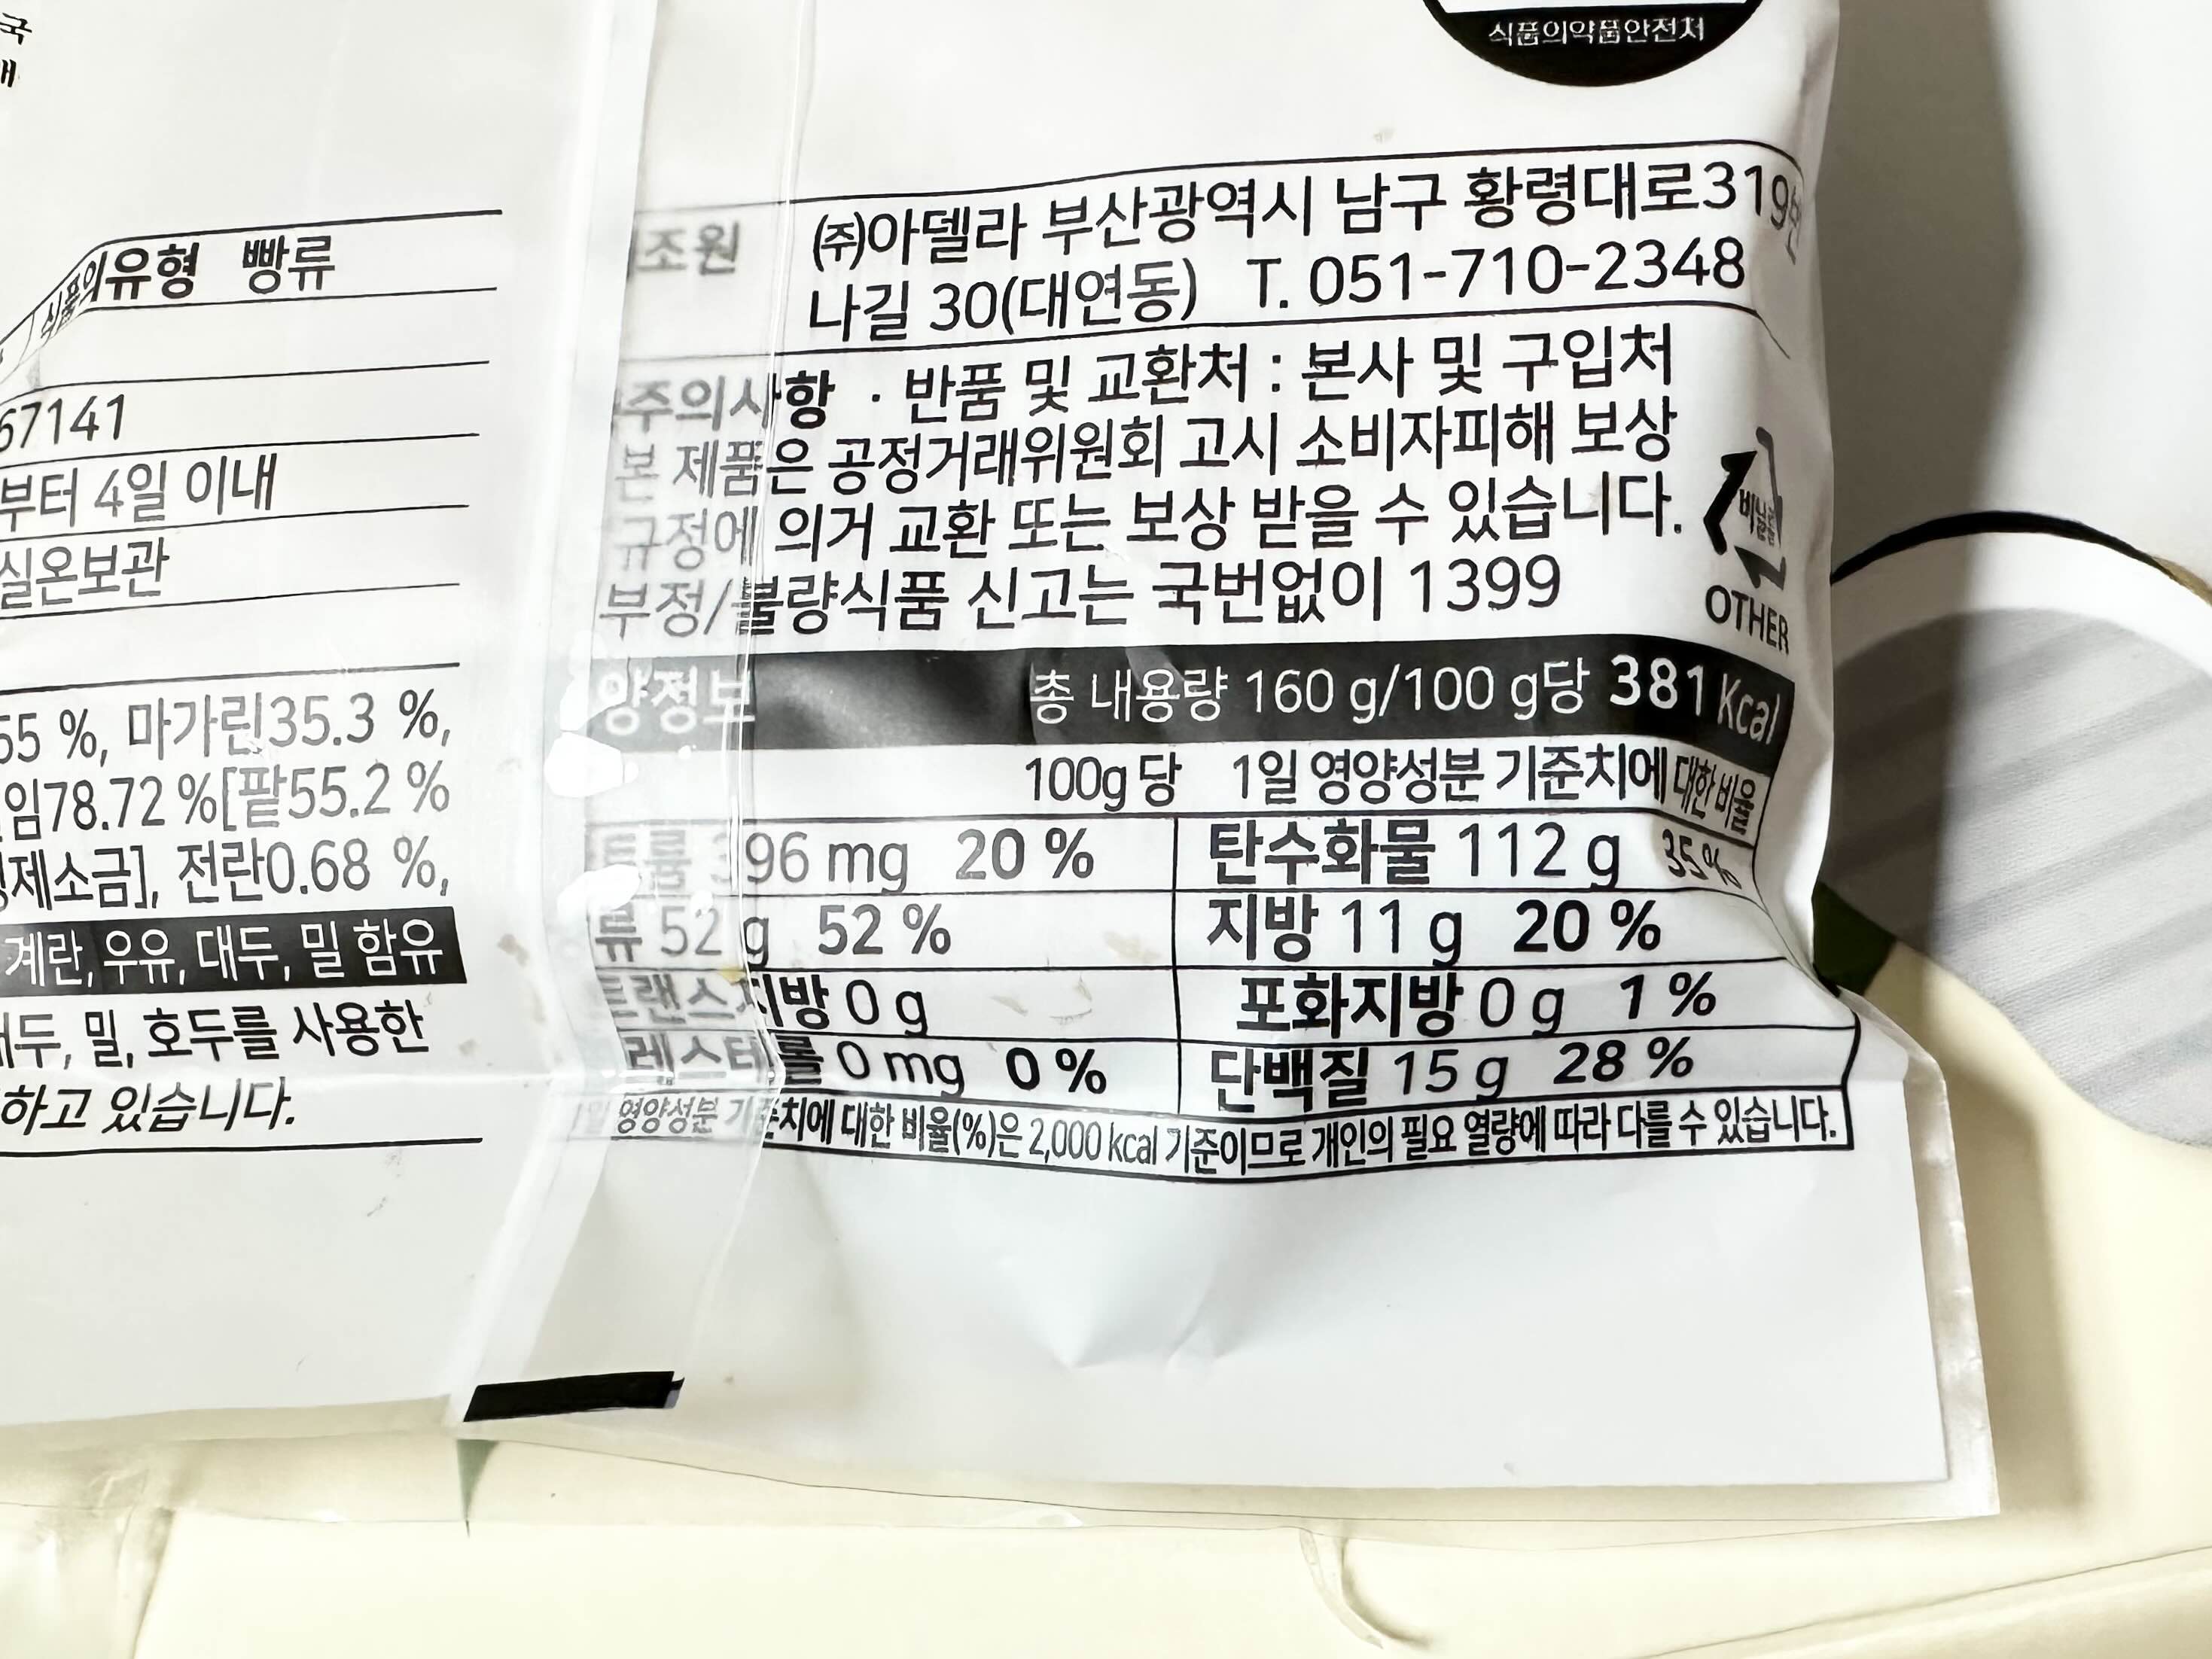 국
개
식품의약품안전처
식품의유형 빵류
67141
부터 4일 이내
실온보관
55 %, 마가린35.3 %,
임78.72 %[팥55.2 %
제소금], 전란0.68 %,
계란, 우유, 대두, 밀 함유
대두, 밀, 호두를 사용한
하고 있습니다.
조원 ㈜아델라 부산광역시 남구 황령대로319번
나길 30(대연동) T. 051-710-2348
주의사항 · 반품 및 교환처 : 본사 및 구입처
본 제품은 공정거래위원회 고시 소비자피해 보상
규정에 의거 교환 또는 보상 받을 수 있습니다.
부정/불량식품 신고는 국번없이 1399
비닐류
OTHER
양정보 총 내용량 160 g/100 g당 381 Kcal
100g당 1일 영양성분 기준치에 대한 비율
트륨 396 mg 20 % 탄수화물 112 g 35 %
류 52 g 52 % 지방 11 g 20 %
트랜스지방 0 g 포화지방 0 g 1 %
레스테롤 0 mg 0 % 단백질 15 g 28 %
1일 영양성분 기준치에 대한 비율(%)은 2,000 kcal 기준이므로 개인의 필요 열량에 따라 다를 수 있습니다.